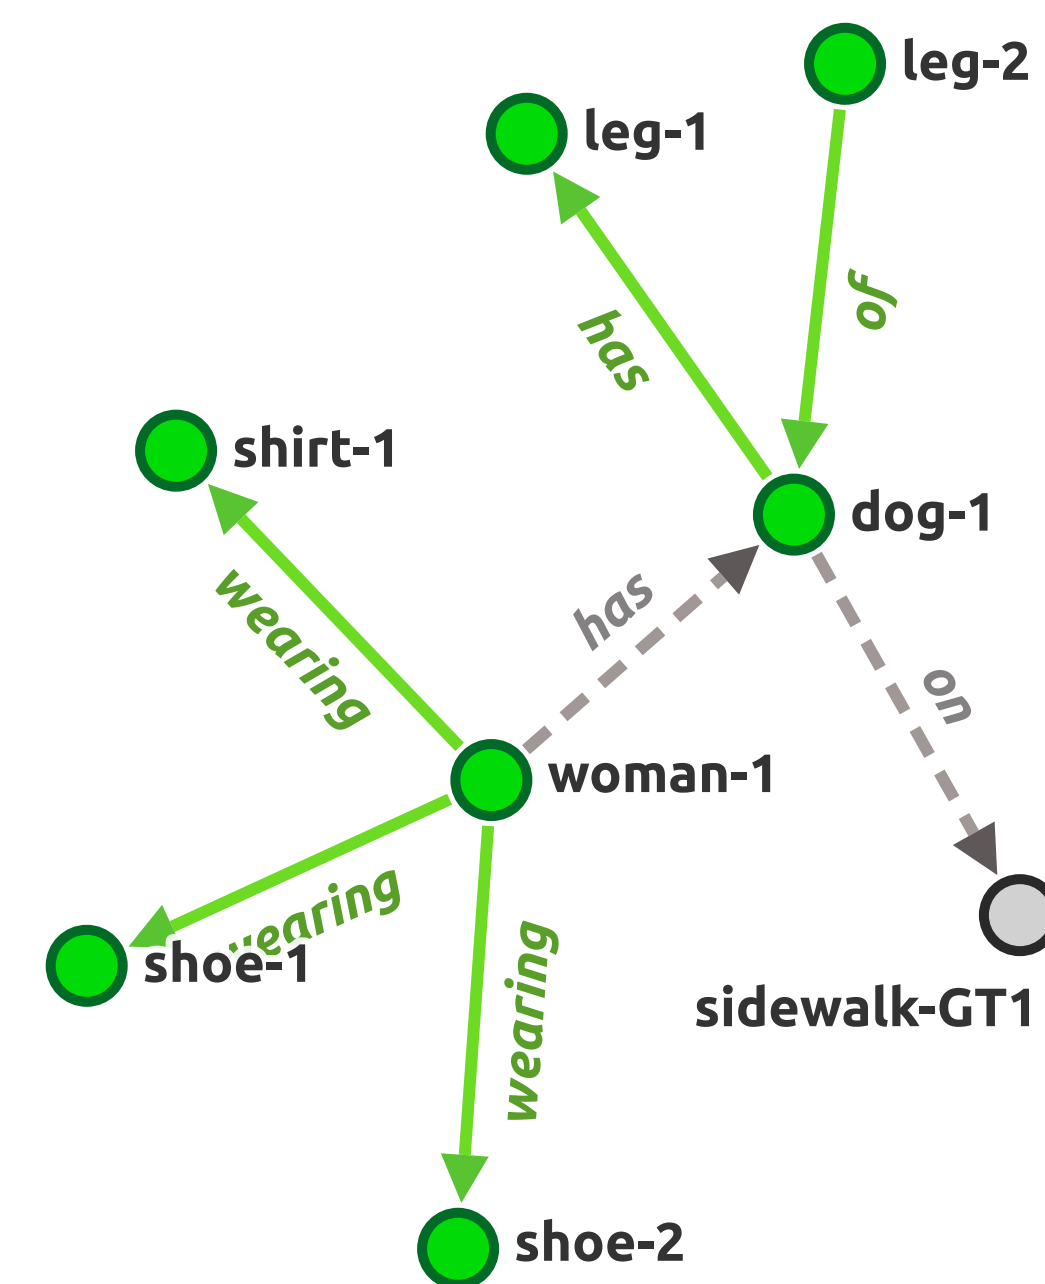 leg-2
leg-1
of
has
shirt-1
dog-1
has
wearing
on
woman-1
wearing
wearing
shoe-1
sidewalk-GT1
shoe-2